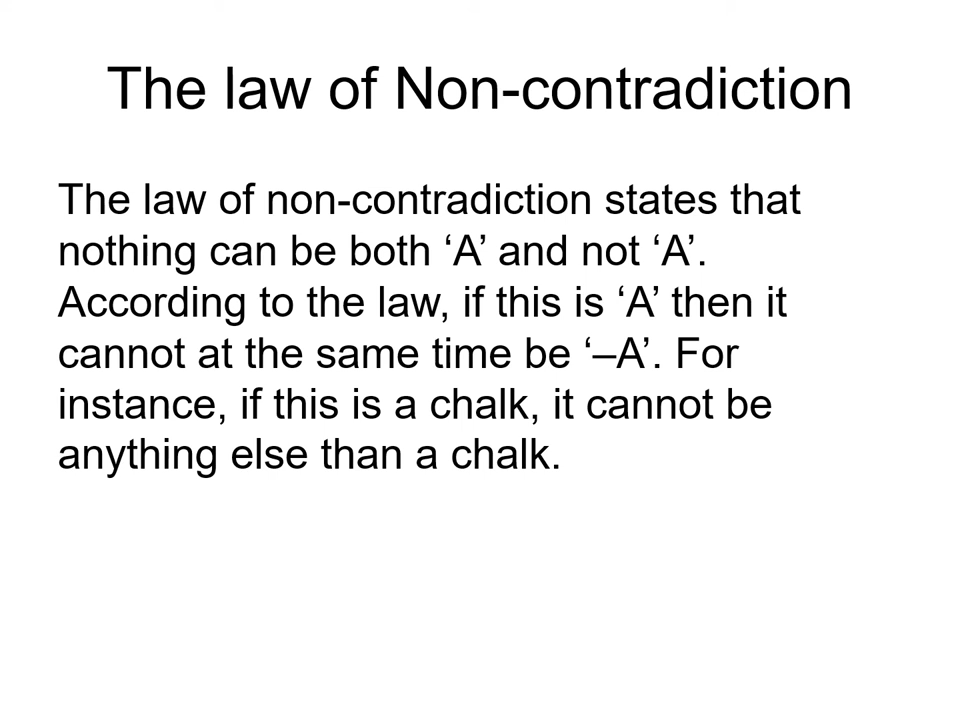 The law of Non-contradiction
The law of non-contradiction states that
nothing can be both ‘A’ and not ‘A’.
According to the law, if this is ‘A’ then it
cannot at the same time be ‘–A’. For
instance, if this is a chalk, it cannot be
anything else than a chalk.